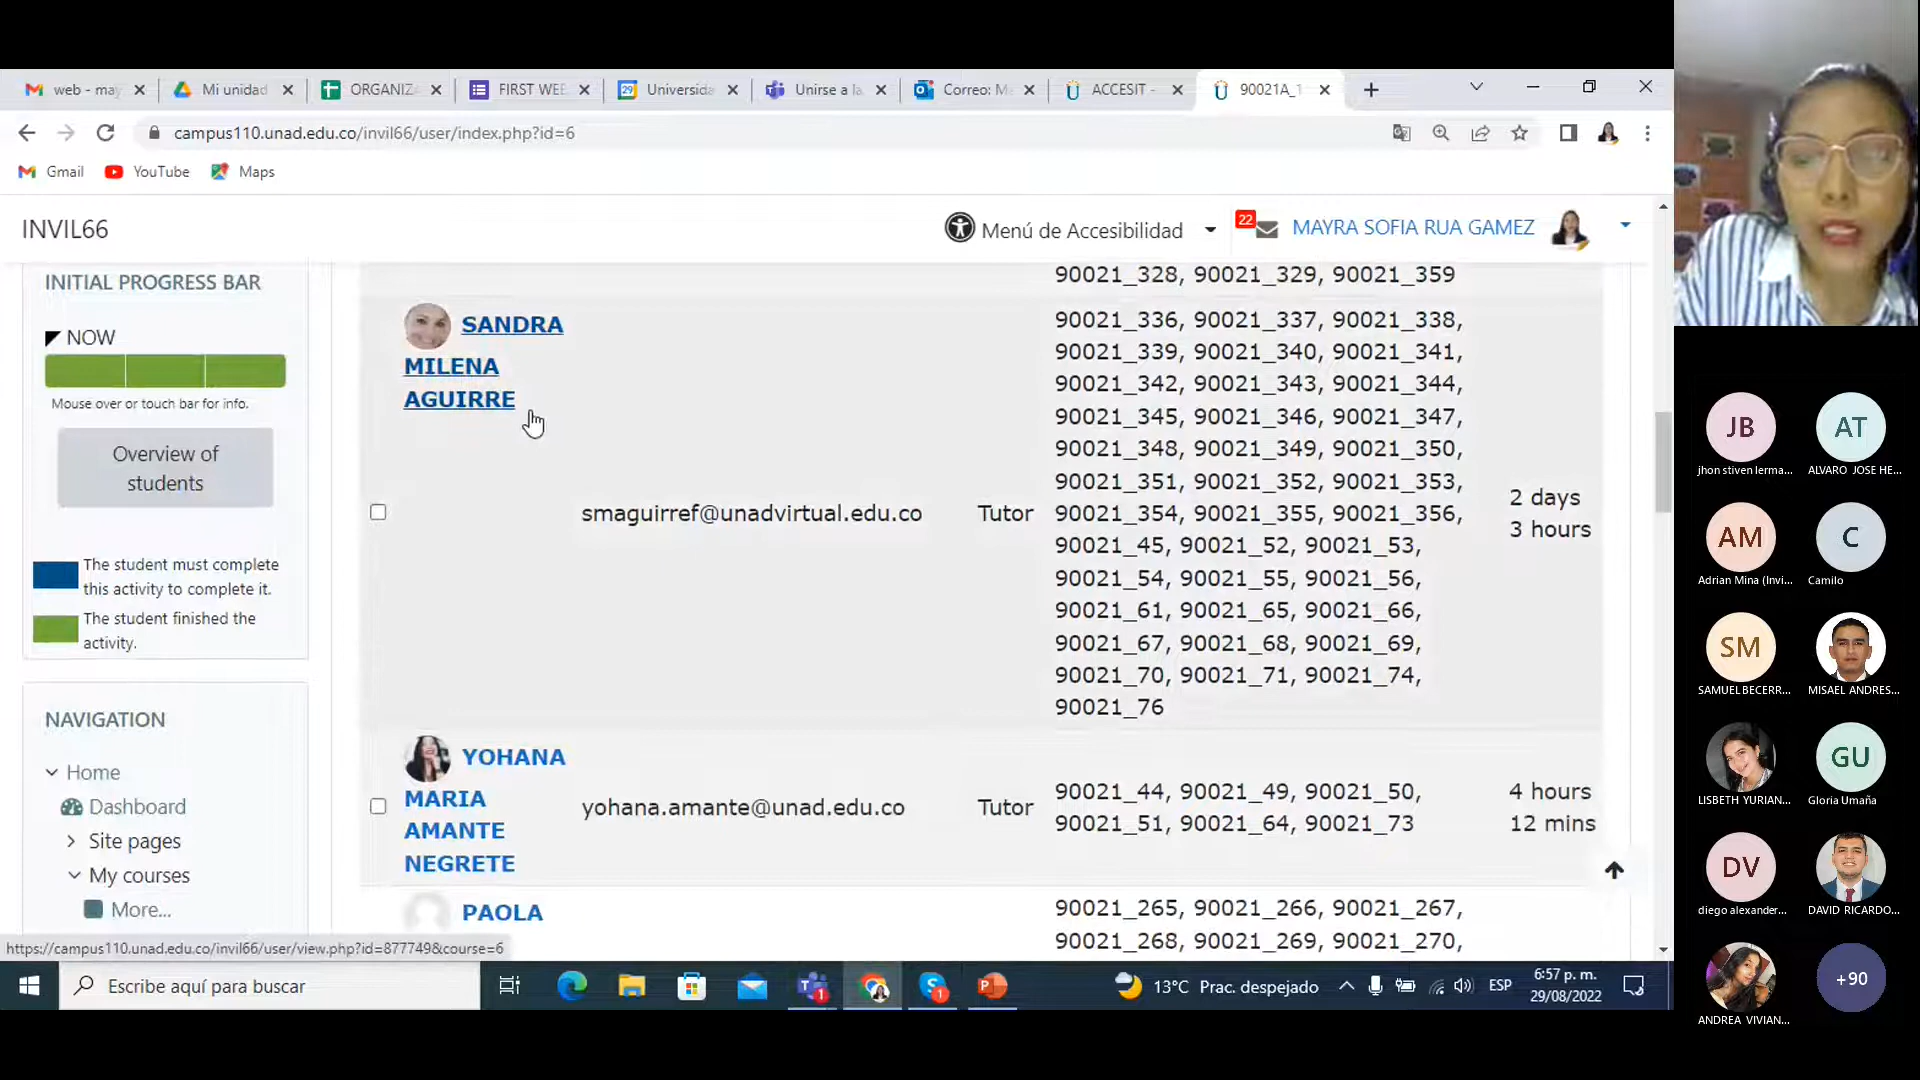 web - may
Mi unidad
ORGANIZ
FIRST WEE
Universida
Unirse a la
Correo: M
ACCESIT -
90021A_1
campus110.unad.edu.co/invil66/user/index.php?id=6
Gmail
YouTube
Maps
INVIL66
Menú de Accesibilidad
22
MAYRA SOFIA RUA GAMEZ
INITIAL PROGRESS BAR
NOW
Mouse over or touch bar for info.
Overview of
students
The student must complete
this activity to complete it.
The student finished the
activity.
NAVIGATION
Home
Dashboard
Site pages
My courses
More...
90021_328, 90021_329, 90021_359
SANDRA
MILENA
AGUIRRE
smaguirref@unadvirtual.edu.co
Tutor
90021_336, 90021_337, 90021_338,
90021_339, 90021_340, 90021_341,
90021_342, 90021_343, 90021_344,
90021_345, 90021_346, 90021_347,
90021_348, 90021_349, 90021_350,
90021_351, 90021_352, 90021_353,
90021_354, 90021_355, 90021_356,
90021_45, 90021_52, 90021_53,
90021_54, 90021_55, 90021_56,
90021_61, 90021_65, 90021_66,
90021_67, 90021_68, 90021_69,
90021_70, 90021_71, 90021_74,
90021_76
2 days
3 hours
YOHANA
MARIA
AMANTE
NEGRETE
yohana.amante@unad.edu.co
Tutor
90021_44, 90021_49, 90021_50,
90021_51, 90021_64, 90021_73
4 hours
12 mins
PAOLA
90021_265, 90021_266, 90021_267,
90021_268, 90021_269, 90021_270,
https://campus110.unad.edu.co/invil66/user/view.php?id=877749&course=6
Escribe aquí para buscar
1
1
13°C Prac. despejado
ESP
6:57 p. m.
29/08/2022
JB
jhon stiven lerma...
AT
ALVARO JOSE HE...
AM
Adrian Mina (Invi...
C
Camilo
SM
SAMUEL BECERR...
MISAEL ANDRES...
LISBETH YURIAN...
GU
Gloria Umaña
DV
diego alexander...
DAVID RICARDO...
ANDREA VIVIAN...
+90